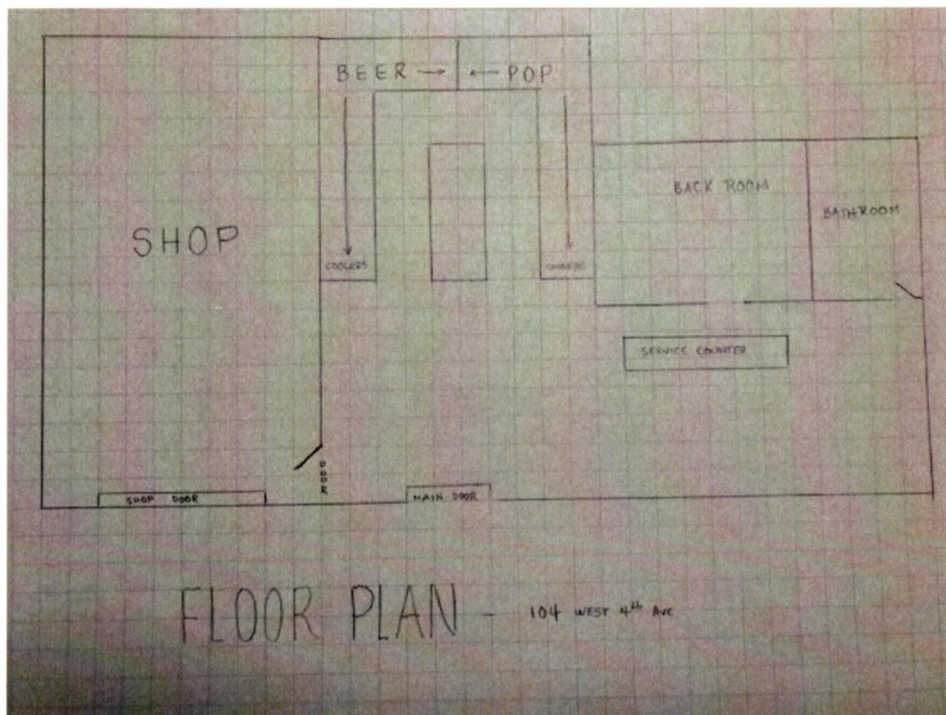 BEER → ← POP
BACK ROOM
BATHROOM
SHOP
COOLERS
COOLERS
SERVICE COUNTER
DOOR
SHOP DOOR
MAIN DOOR
FLOOR PLAN - 104 WEST 4th AVE